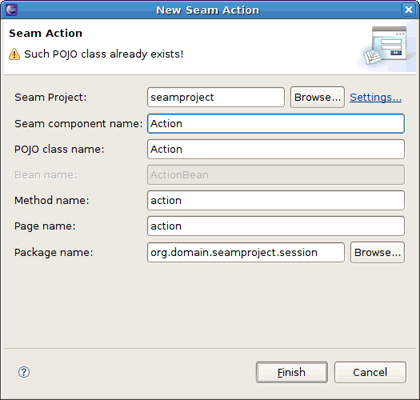 New Seam Action
Seam Action
Such POJO class already exists!
Seam Project: seamproject Browse... Settings...
Seam component name: Action
POJO class name: Action
Bean name: ActionBean
Method name: action
Page name: action
Package name: org.domain.seamproject.session Browse...
? Finish Cancel